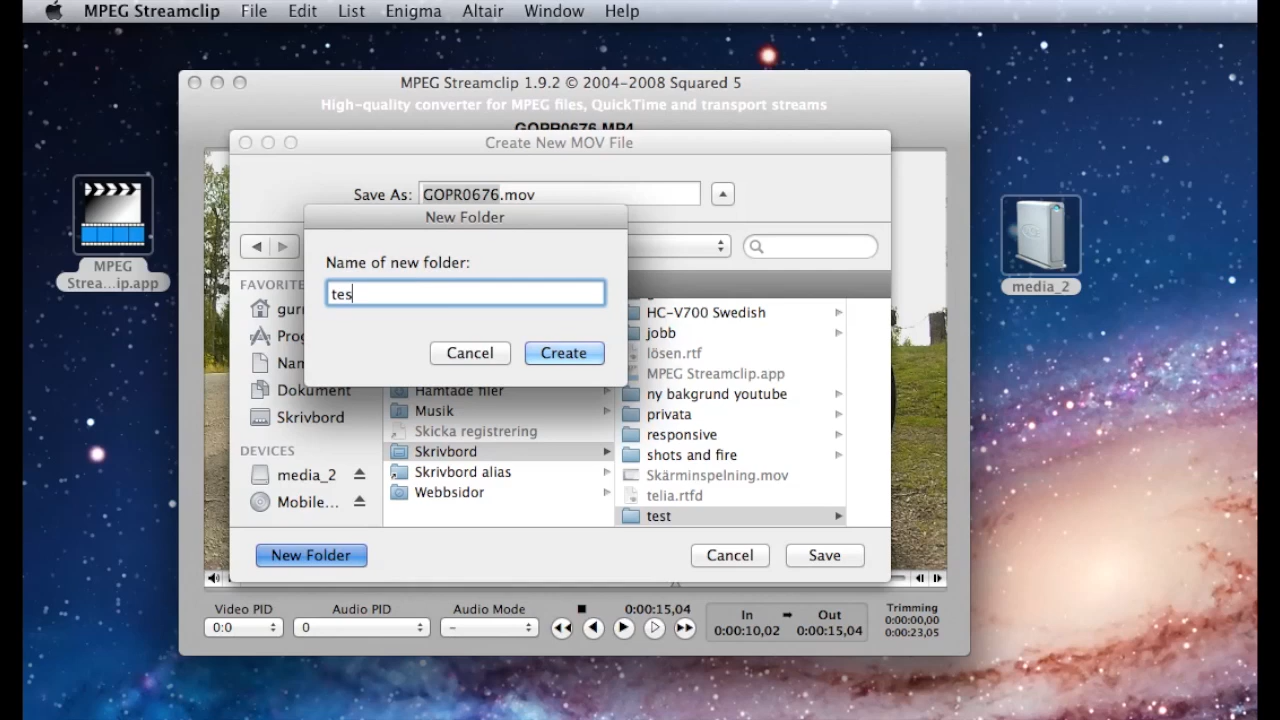 MPEG Streamclip File Edit List Enigma Altair Window Help
MPEG Streamclip 1.9.2 © 2004-2008 Squared 5
High-quality converter for MPEG files, QuickTime and transport streams
GOPR0676.MP4
Create New MOV File
Save As: GOPR0676.mov
New Folder
Name of new folder:
tes
Cancel Create
FAVORITE
gur
Prog
Nam
Dokument
Skrivbord
DEVICES
media_2
Mobile...
Hämtade filer
Musik
Skicka registrering
Skrivbord
Skrivbord alias
Webbsidor
HC-V700 Swedish
jobb
lösen.rtf
MPEG Streamclip.app
ny bakgrund youtube
privata
responsive
shots and fire
Skärminspelning.mov
telia.rtfd
test
New Folder Cancel Save
Video PID Audio PID Audio Mode 0:00:15,04 In Out Trimming
0:0 0 – 0:00:10,02 0:00:15,04 0:00:00,00
0:00:23,05
MPEG
Strea...ip.app
media_2